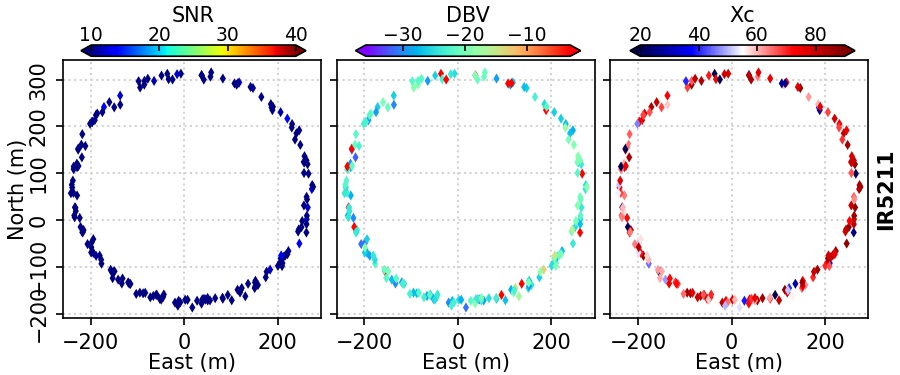 SNR DBV Xc
10 20 30 40 −30 −20 −10 20 40 60 80
300
200
100
0
−100
−200
North (m)
IR5211
−200 0 200 −200 0 200 −200 0 200
East (m) East (m) East (m)